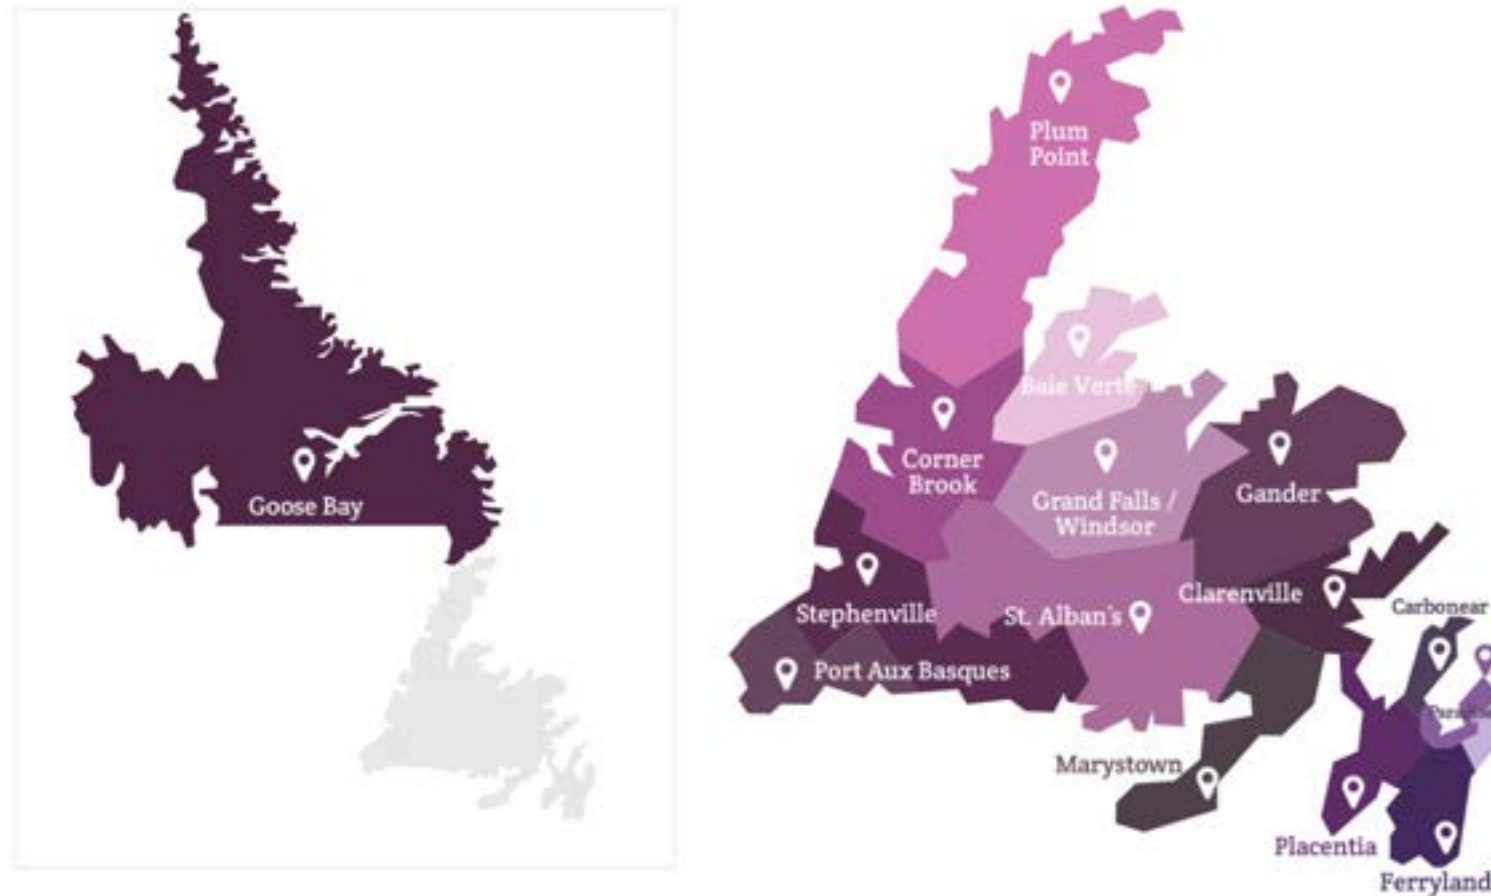 Goose Bay
Plum
Point
Baie Verte
Corner
Brook
Grand Falls /
Windsor
Gander
Stephenville
St. Alban's
Clarenville
Carbonear
Port Aux Basques
Marystown
Placentia
Ferryland